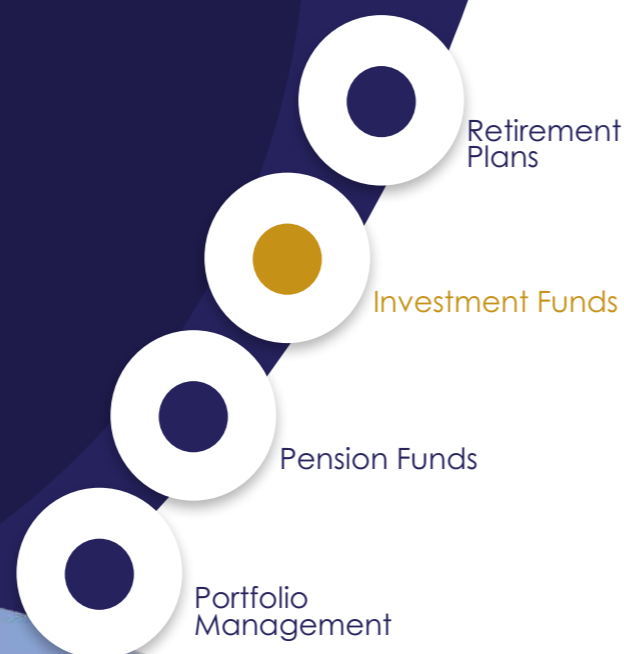 Retirement
Plans
Investment Funds
Pension Funds
Portfolio
Management